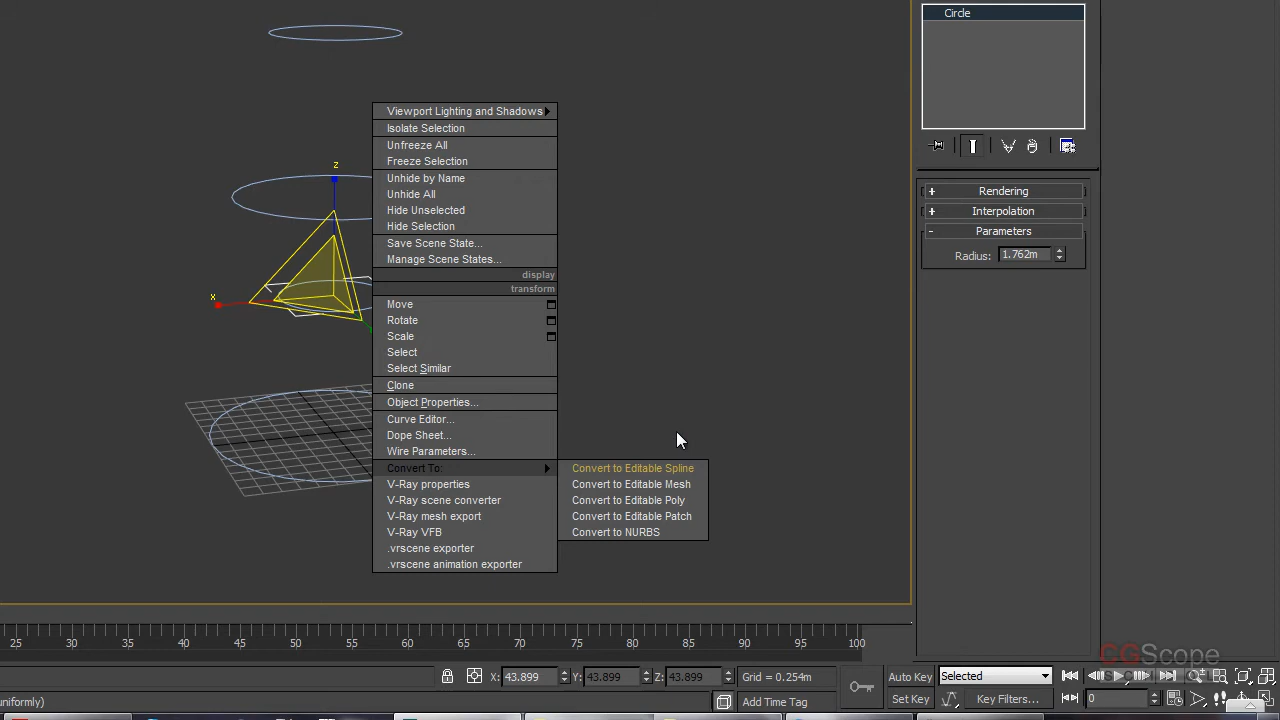 Circle
z
x
Viewport Lighting and Shadows
Isolate Selection
Unfreeze All
Freeze Selection
Unhide by Name
Unhide All
Hide Unselected
Hide Selection
Save Scene State...
Manage Scene States...
display
transform
Move
Rotate
Scale
Select
Select Similar
Clone
Object Properties...
Curve Editor...
Dope Sheet...
Wire Parameters...
Convert To:
V-Ray properties
V-Ray scene converter
V-Ray mesh export
V-Ray VFB
.vrscene exporter
.vrscene animation exporter
Convert to Editable Spline
Convert to Editable Mesh
Convert to Editable Poly
Convert to Editable Patch
Convert to NURBS
+ Rendering
+ Interpolation
- Parameters
Radius: 1.762m
25 30 35 40 45 50 55 60 65 70 75 80 85 90 95 100
CGScope
X: 43.899 Y: 43.899 Z: 43.899 Grid = 0.254m
Auto Key Selected
uniformly)
Add Time Tag
Set Key Key Filters... 0